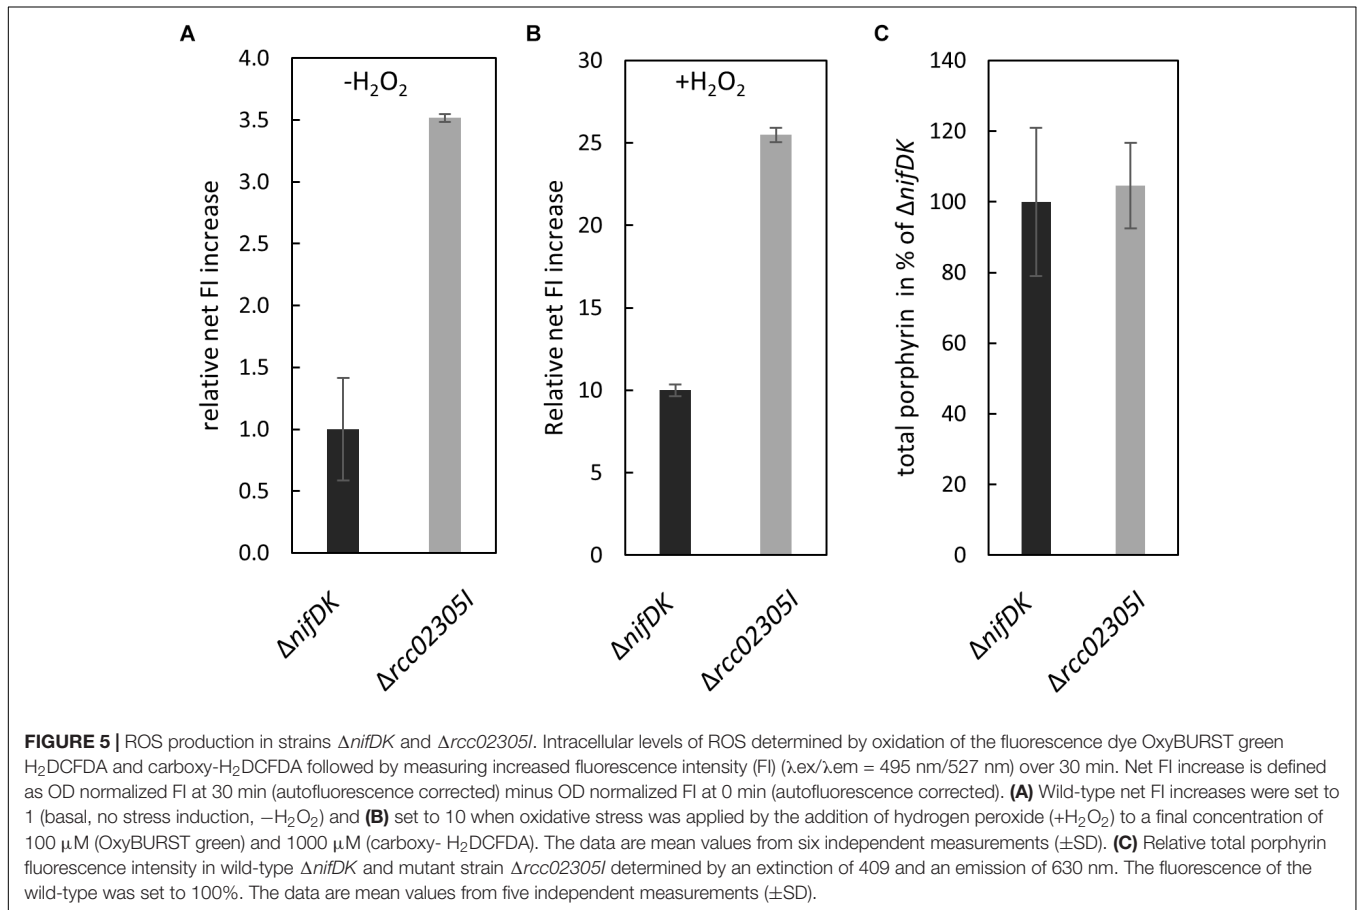 A
4.0
3.5
3.0
2.5
2.0
1.5
1.0
0.5
0.0
relative net FI increase
-H₂O₂
ΔnifDK
Δrcc02305I
B
30
25
20
15
10
5
0
Relative net FI increase
+H₂O₂
ΔnifDK
Δrcc02305I
C
140
120
100
80
60
40
20
0
total porphyrin in % of ΔnifDK
ΔnifDK
Δrcc02305I
FIGURE 5 | ROS production in strains ΔnifDK and Δrcc02305I. Intracellular levels of ROS determined by oxidation of the fluorescence dye OxyBURST green
H₂DCFDA and carboxy-H₂DCFDA followed by measuring increased fluorescence intensity (FI) (λex/λem = 495 nm/527 nm) over 30 min. Net FI increase is defined
as OD normalized FI at 30 min (autofluorescence corrected) minus OD normalized FI at 0 min (autofluorescence corrected). (A) Wild-type net FI increases were set to
1 (basal, no stress induction, −H₂O₂) and (B) set to 10 when oxidative stress was applied by the addition of hydrogen peroxide (+H₂O₂) to a final concentration of
100 μM (OxyBURST green) and 1000 μM (carboxy- H₂DCFDA). The data are mean values from six independent measurements (±SD). (C) Relative total porphyrin
fluorescence intensity in wild-type ΔnifDK and mutant strain Δrcc02305I determined by an extinction of 409 and an emission of 630 nm. The fluorescence of the
wild-type was set to 100%. The data are mean values from five independent measurements (±SD).